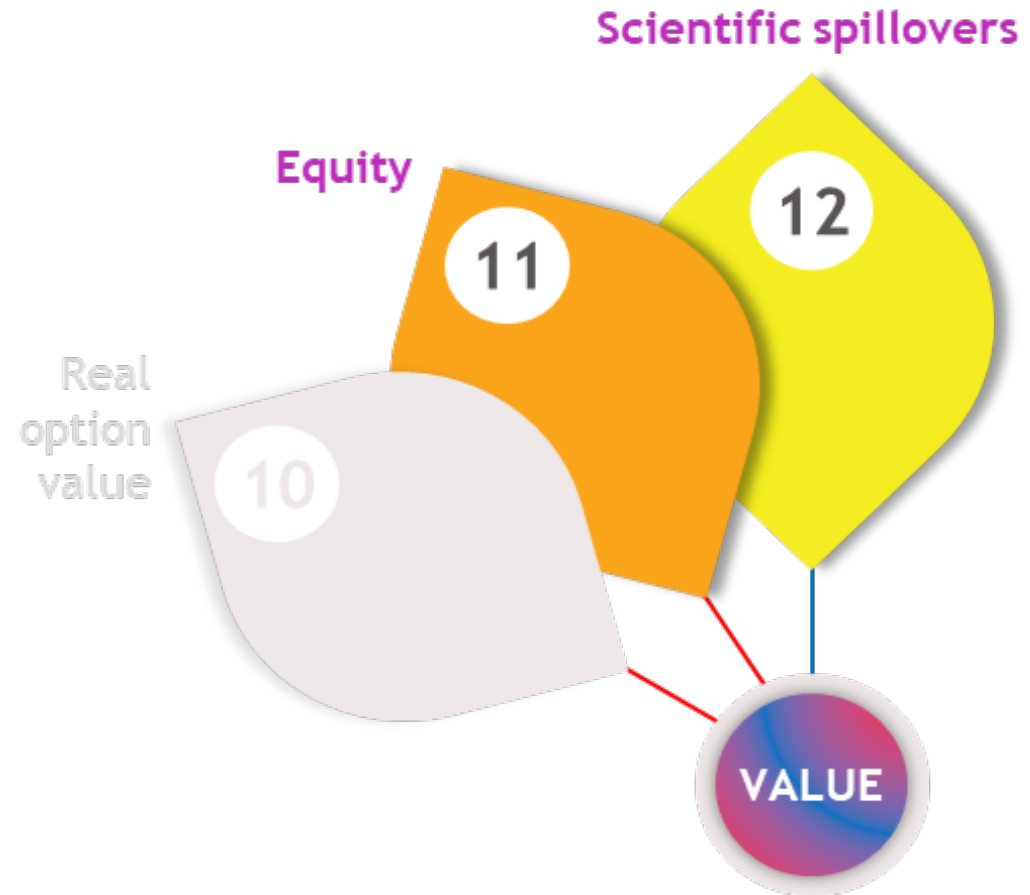 Scientific spillovers
Equity
12
11
Real
option
value
10
VALUE